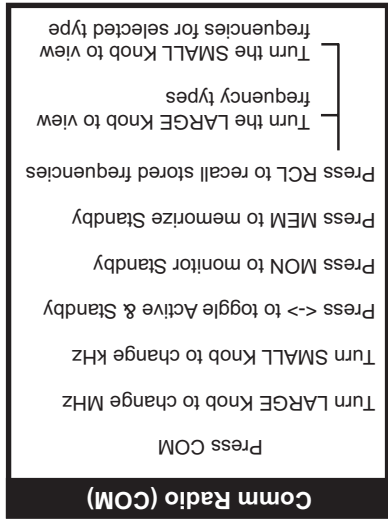 Comm Radio (COM)
Press COM
Turn LARGE Knob to change MHz
Turn SMALL Knob to change kHz
Press <-> to toggle Active & Standby
Press MON to monitor Standby
Press MEM to memorize Standby
Press RCL to recall stored frequencies
Turn the LARGE Knob to view
frequency types
Turn the SMALL Knob to view
frequencies for selected type